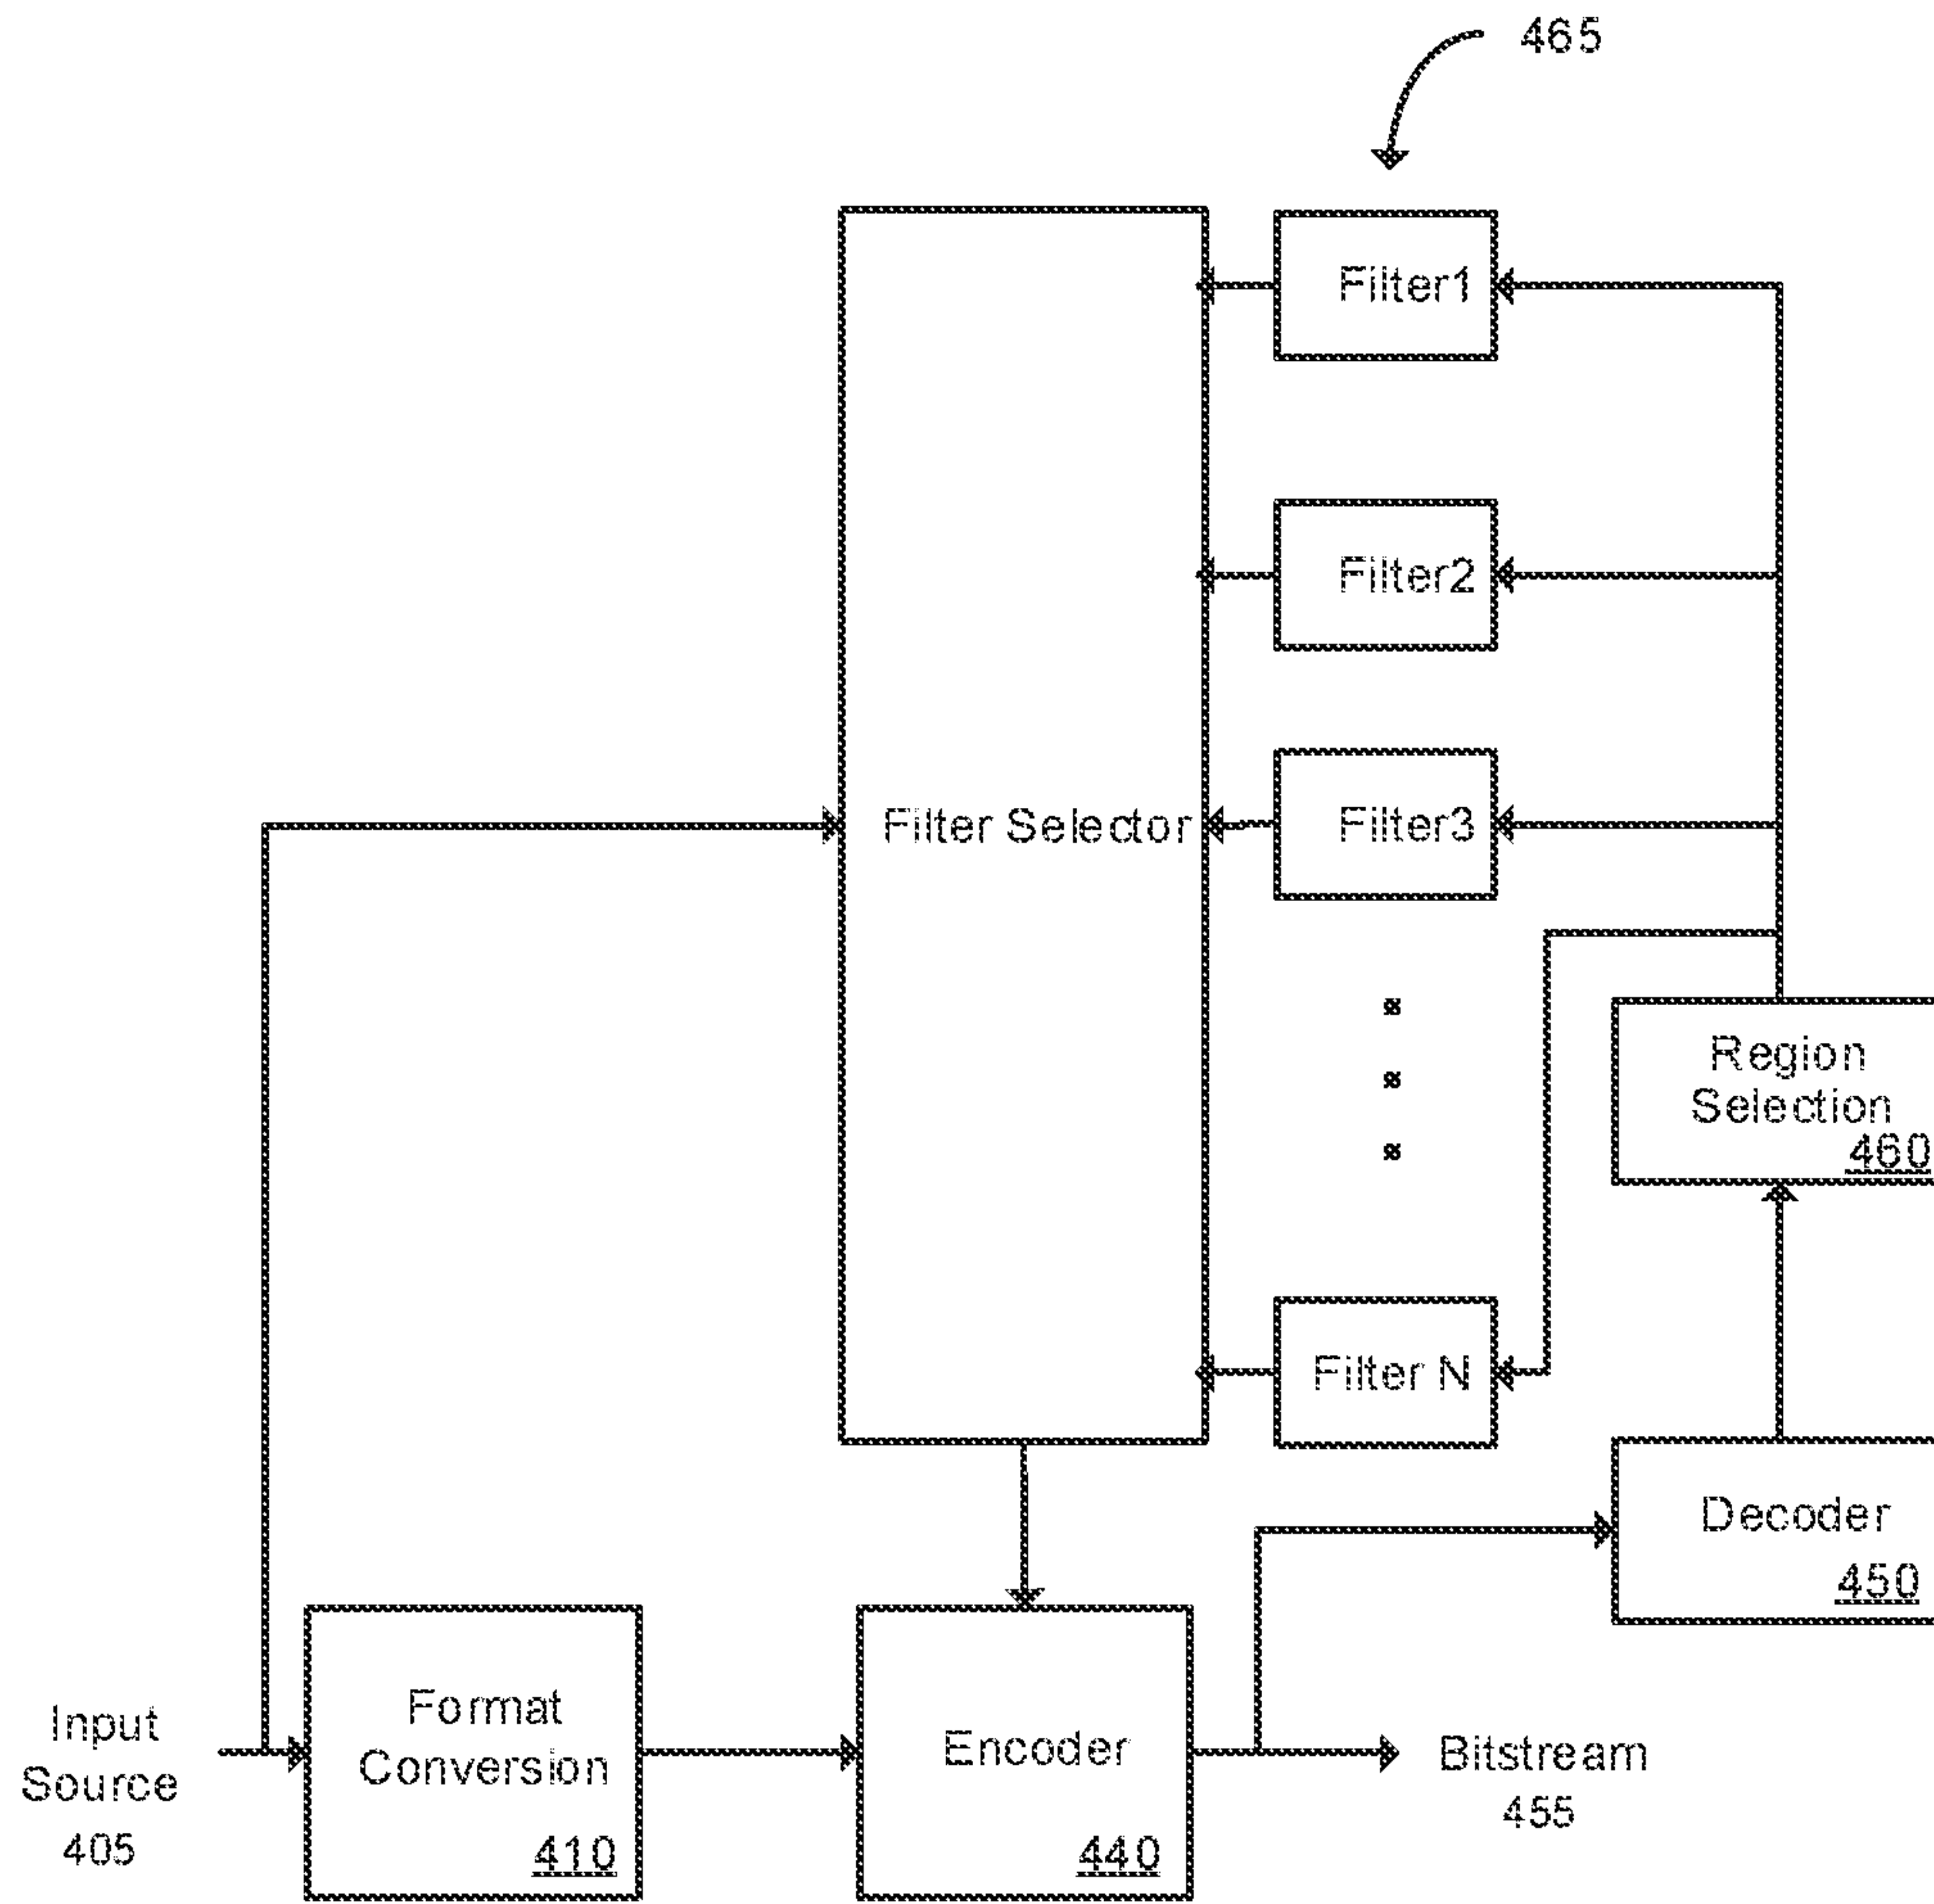 465
Filter1
Filter2
Filter Selector
Filter3
Region
Selection
460
Filter N
Decoder
450
Input
Source
405
Format
Conversion
410
Encoder
440
Bitstream
455